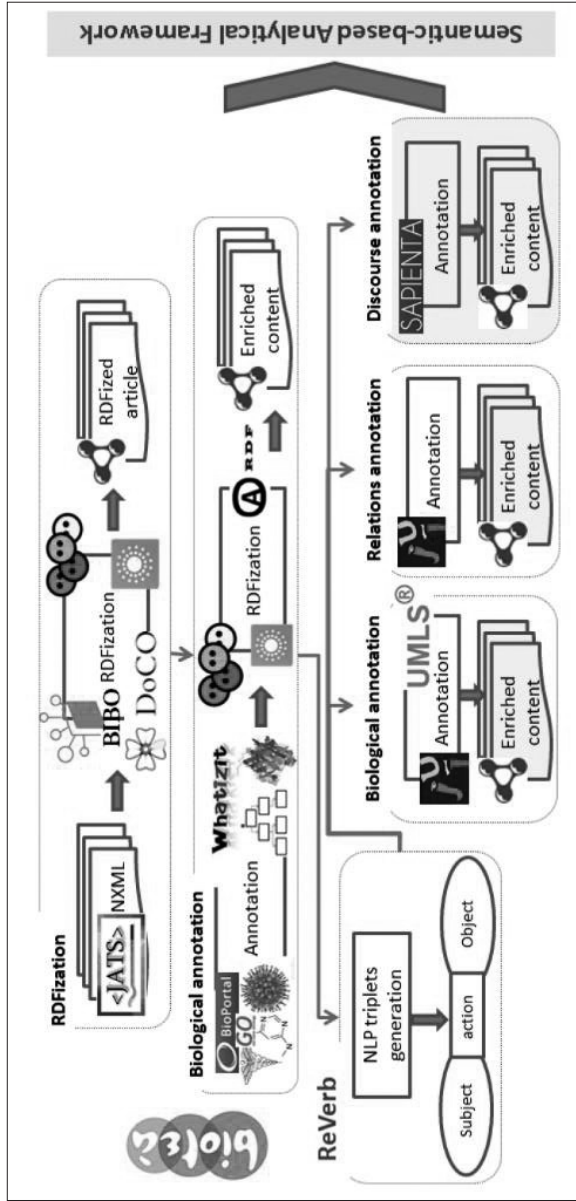 RDFization
<JATS>
NXML
BIBO
RDFization
DoCO
RDFized
article
Biological annotation
BioPortal
GO
Annotation
Whatizit
RDFization
A
RDF
Enriched
content
biotea
ReVerb
NLP triplets
generation
Subject
action
Object
Biological annotation
UMLS®
Annotation
Enriched
content
Relations annotation
Annotation
Enriched
content
Discourse annotation
SAPIENTA
Annotation
Enriched
content
Semantic-based Analytical Framework